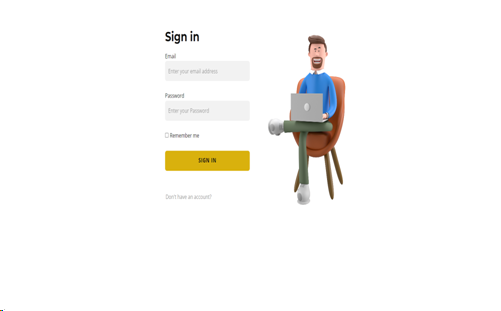 Sign in
Email
Enter your email address
Password
Enter your Password
Remember me
SIGN IN
Don't have an account?